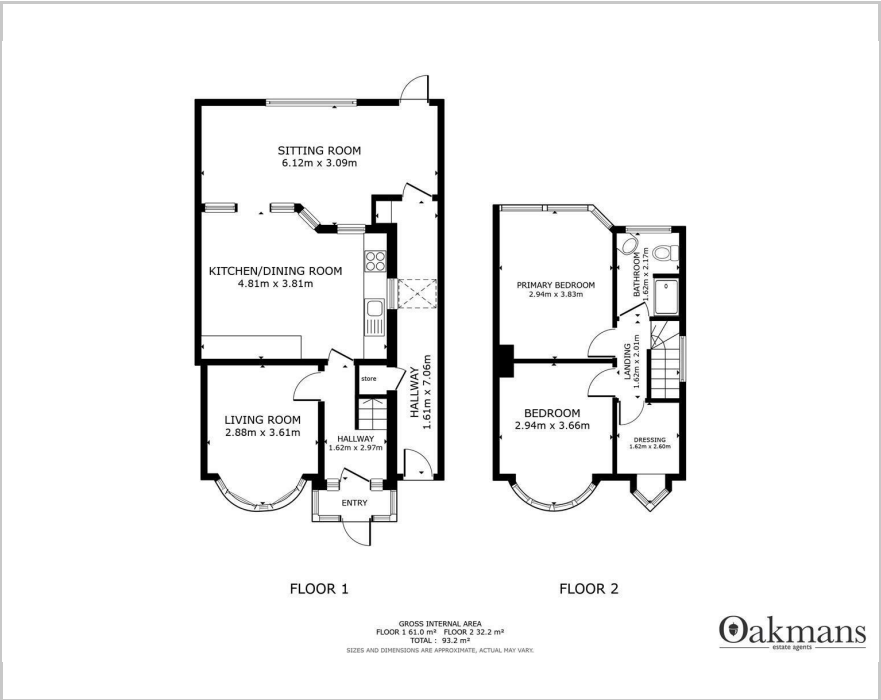 SITTING ROOM
6.12m x 3.09m
KITCHEN/DINING ROOM
4.81m x 3.81m
HALLWAY
1.61m x 7.06m
store
LIVING ROOM
2.88m x 3.61m
HALLWAY
1.62m x 2.97m
ENTRY
PRIMARY BEDROOM
2.94m x 3.83m
BATHROOM
1.62m x 2.17m
LANDING
1.62m x 2.01m
BEDROOM
2.94m x 3.66m
DRESSING
1.62m x 2.60m
FLOOR 1
FLOOR 2
GROSS INTERNAL AREA
FLOOR 1 61.0 m² FLOOR 2 32.2 m²
TOTAL : 93.2 m²
SIZES AND DIMENSIONS ARE APPROXIMATE, ACTUAL MAY VARY.
Oakmans
estate agents